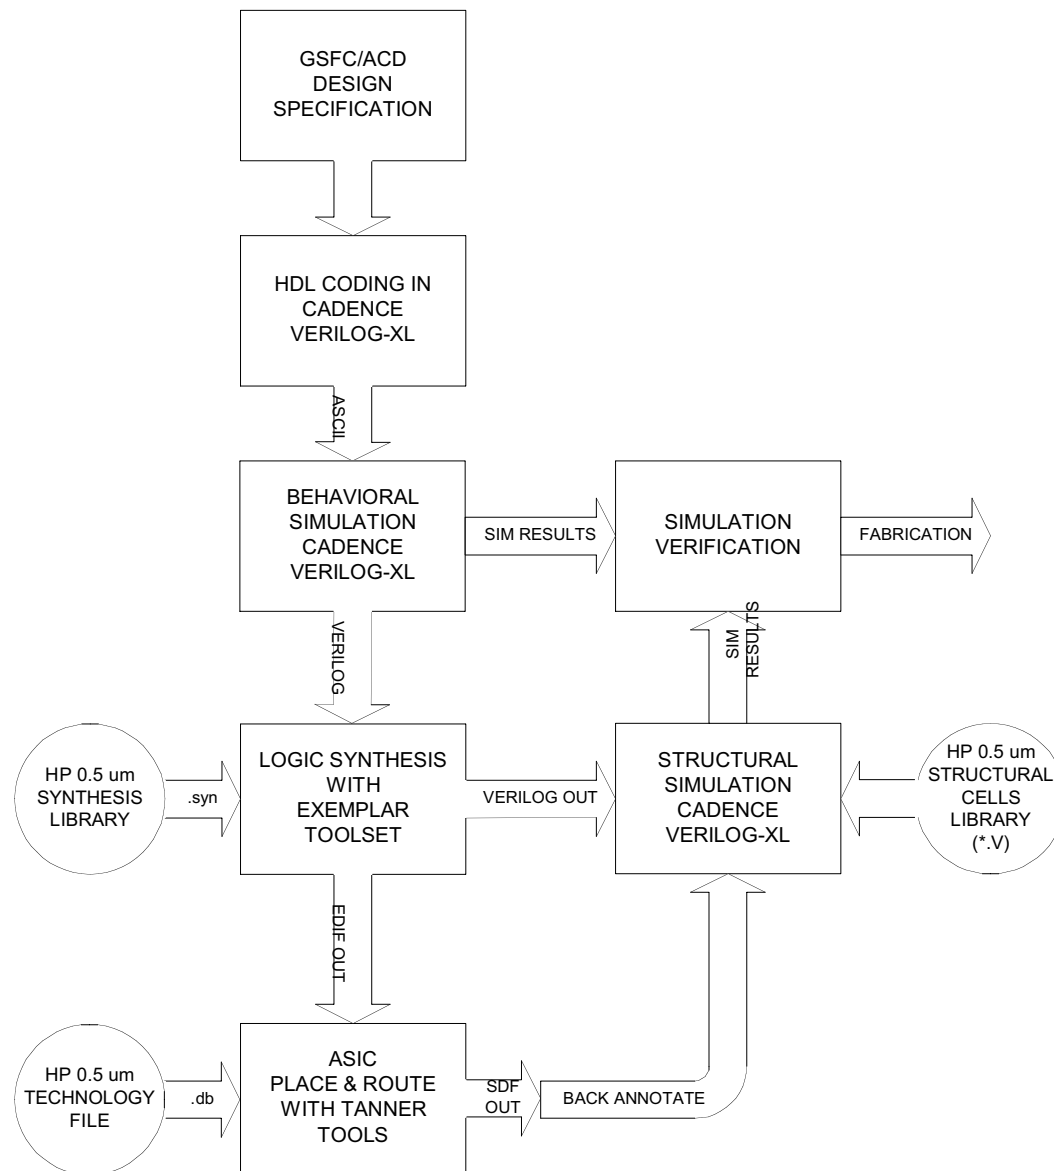 GSFC/ACD
DESIGN
SPECIFICATION
HDL CODING IN
CADENCE
VERILOG-XL
ASCII
BEHAVIORAL
SIMULATION
CADENCE
VERILOG-XL
SIM RESULTS
SIMULATION
VERIFICATION
FABRICATION
VERILOG
SIM
RESULTS
HP 0.5 um
SYNTHESIS
LIBRARY
.syn
LOGIC SYNTHESIS
WITH
EXEMPLAR
TOOLSET
VERILOG OUT
STRUCTURAL
SIMULATION
CADENCE
VERILOG-XL
HP 0.5 um
STRUCTURAL
CELLS
LIBRARY
(*.V)
EDIF OUT
HP 0.5 um
TECHNOLOGY
FILE
.db
ASIC
PLACE & ROUTE
WITH TANNER
TOOLS
SDF
OUT
BACK ANNOTATE